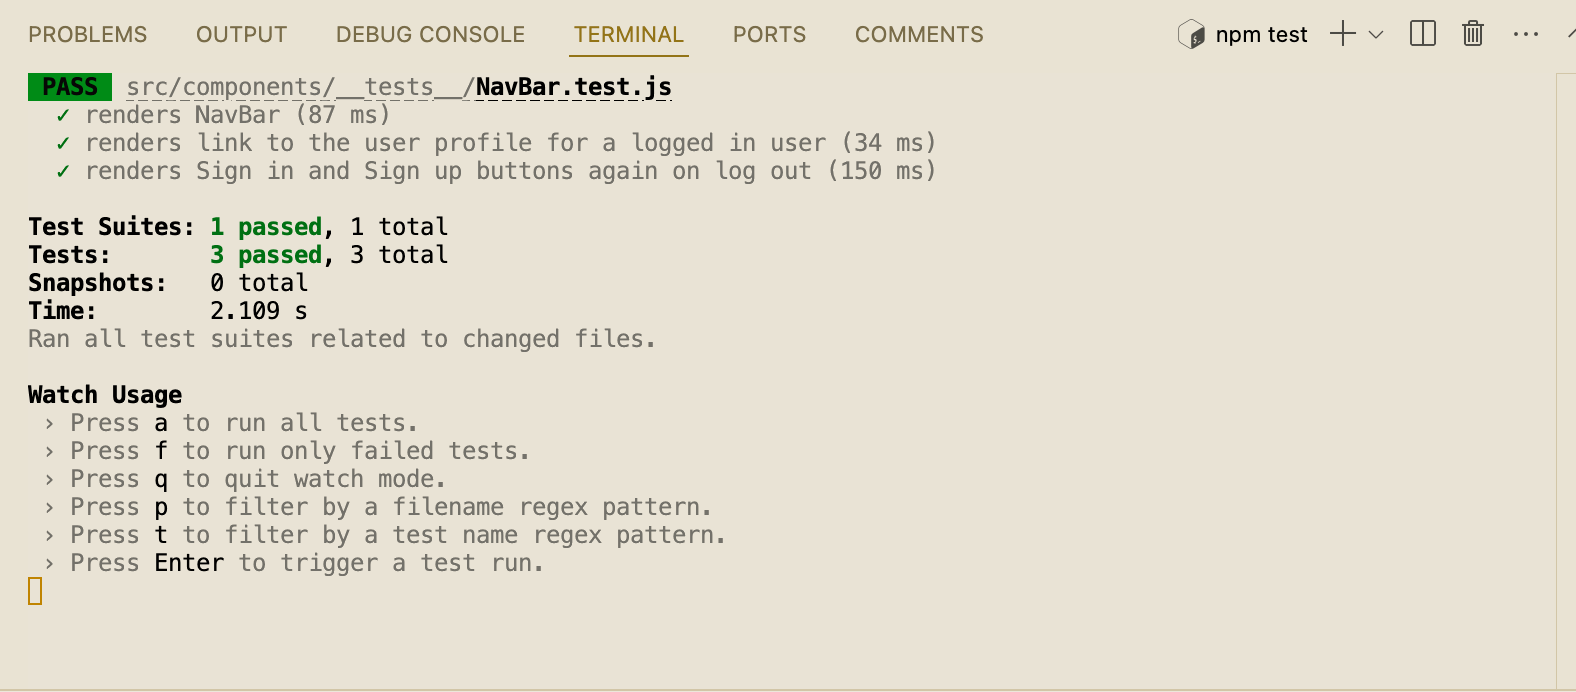 PROBLEMS OUTPUT DEBUG CONSOLE TERMINAL PORTS COMMENTS npm test
PASS src/components/__tests__/NavBar.test.js
✓ renders NavBar (87 ms)
✓ renders link to the user profile for a logged in user (34 ms)
✓ renders Sign in and Sign up buttons again on log out (150 ms)
Test Suites: 1 passed, 1 total
Tests: 3 passed, 3 total
Snapshots: 0 total
Time: 2.109 s
Ran all test suites related to changed files.
Watch Usage
› Press a to run all tests.
› Press f to run only failed tests.
› Press q to quit watch mode.
› Press p to filter by a filename regex pattern.
› Press t to filter by a test name regex pattern.
› Press Enter to trigger a test run.